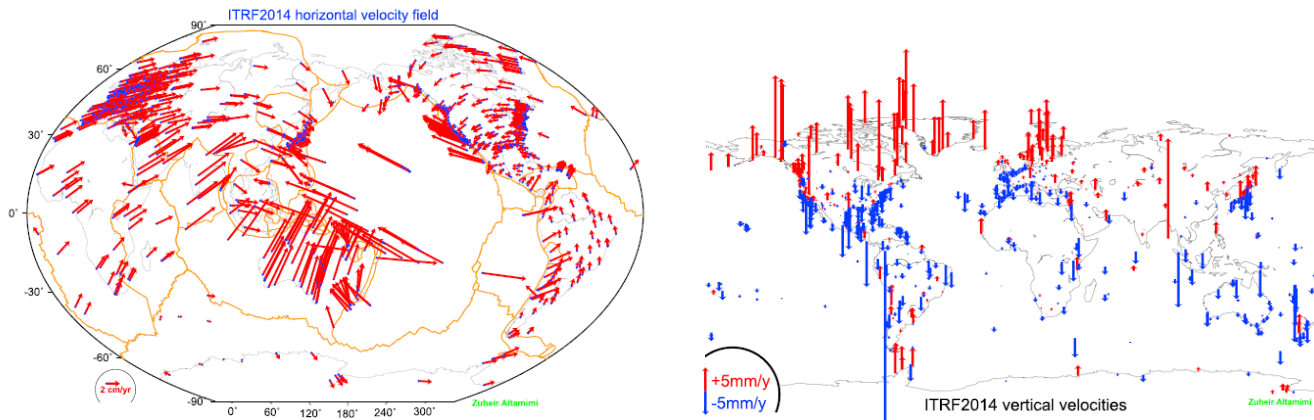 ITRF2014 horizontal velocity field
90˚
60˚
30˚
0˚
-30˚
-60˚
-90˚
2 cm/yr
0˚ 60˚ 120˚ 180˚ 240˚ 300˚
Zuheir Altamimi
+5mm/y
-5mm/y
ITRF2014 vertical velocities
Zuheir Altamimi